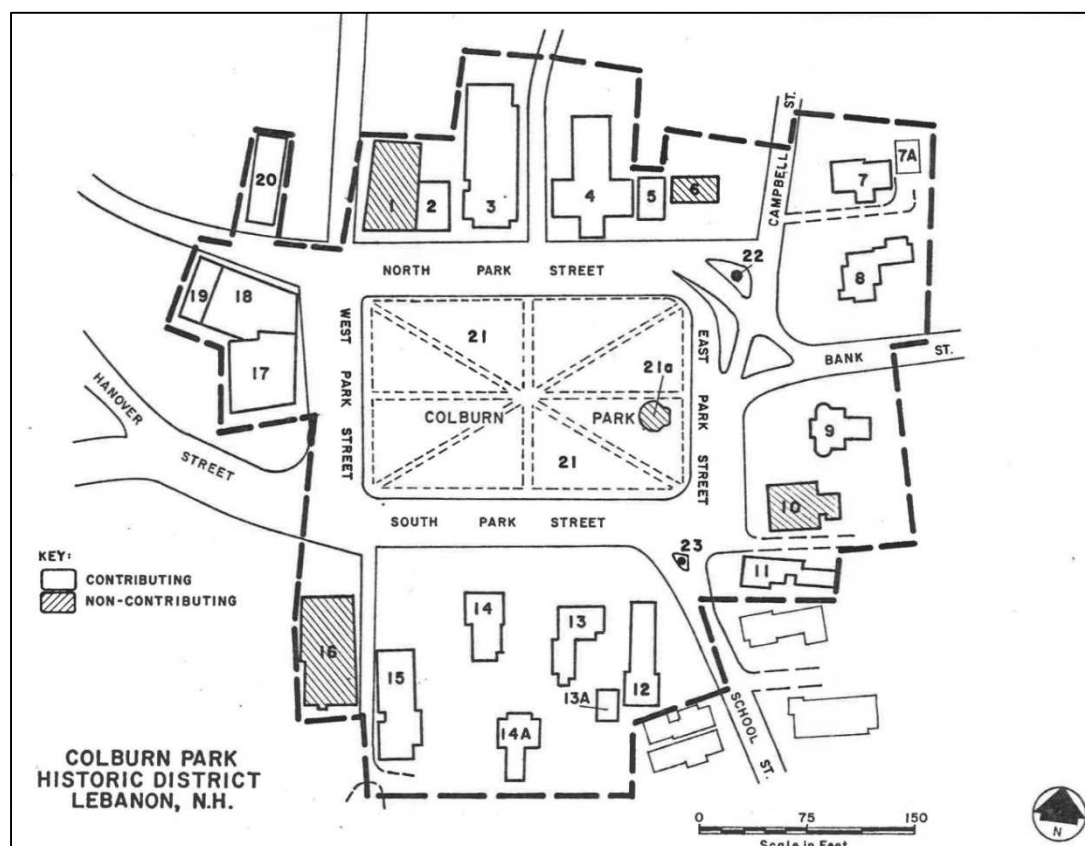 20
1
2
3
4
5
6
CAMPBELL ST.
7
7A
8
22
NORTH PARK STREET
19
18
17
WEST PARK STREET
21
21a
COLBURN PARK
21
EAST PARK STREET
BANK ST.
HANOVER STREET
9
10
SOUTH PARK STREET
23
11
KEY:
CONTRIBUTING
NON-CONTRIBUTING
16
15
14
14A
13
13A
12
SCHOOL ST.
COLBURN PARK
HISTORIC DISTRICT
LEBANON, N.H.
0 75 150
Scale in Feet
N